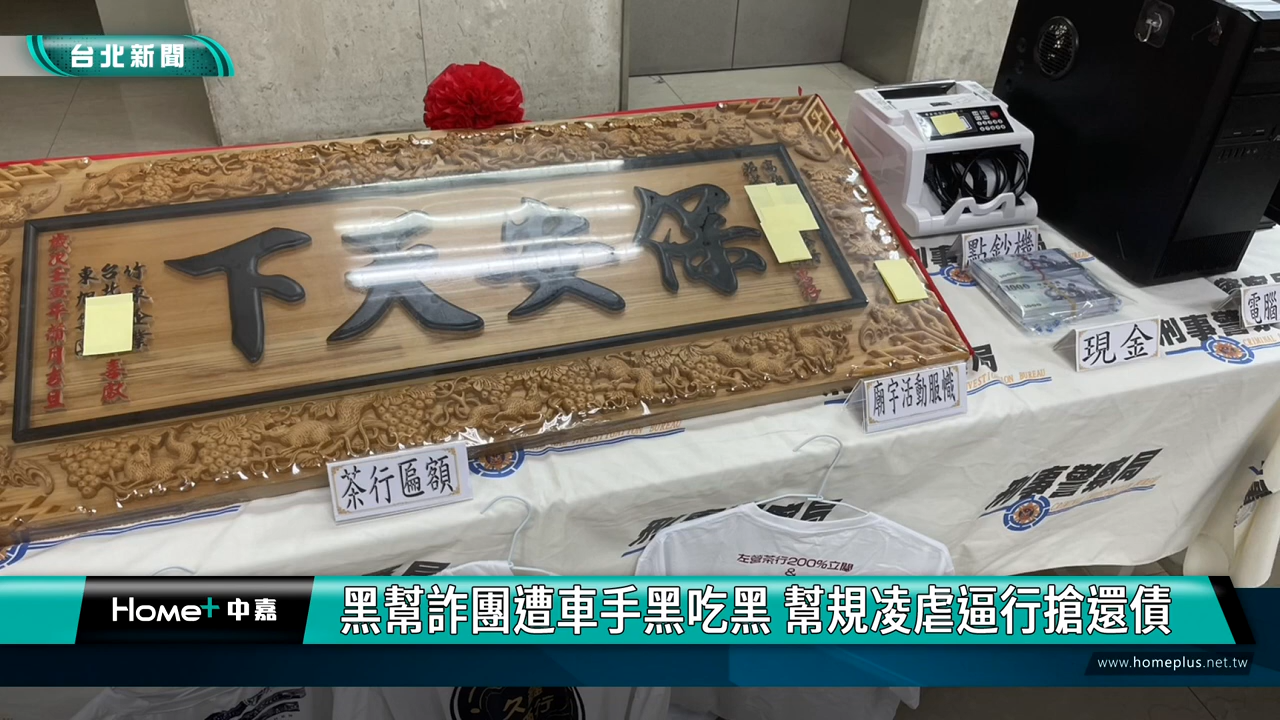 台北新聞
保安天下
點鈔機
1000
現金
電腦
廟宇活動服幟
茶行匾額
刑事警察局
左營茶行200%立學
&
Home+中嘉
黑幫詐團遭車手黑吃黑 幫規凌虐逼行搶還債
www.homeplus.net.tw